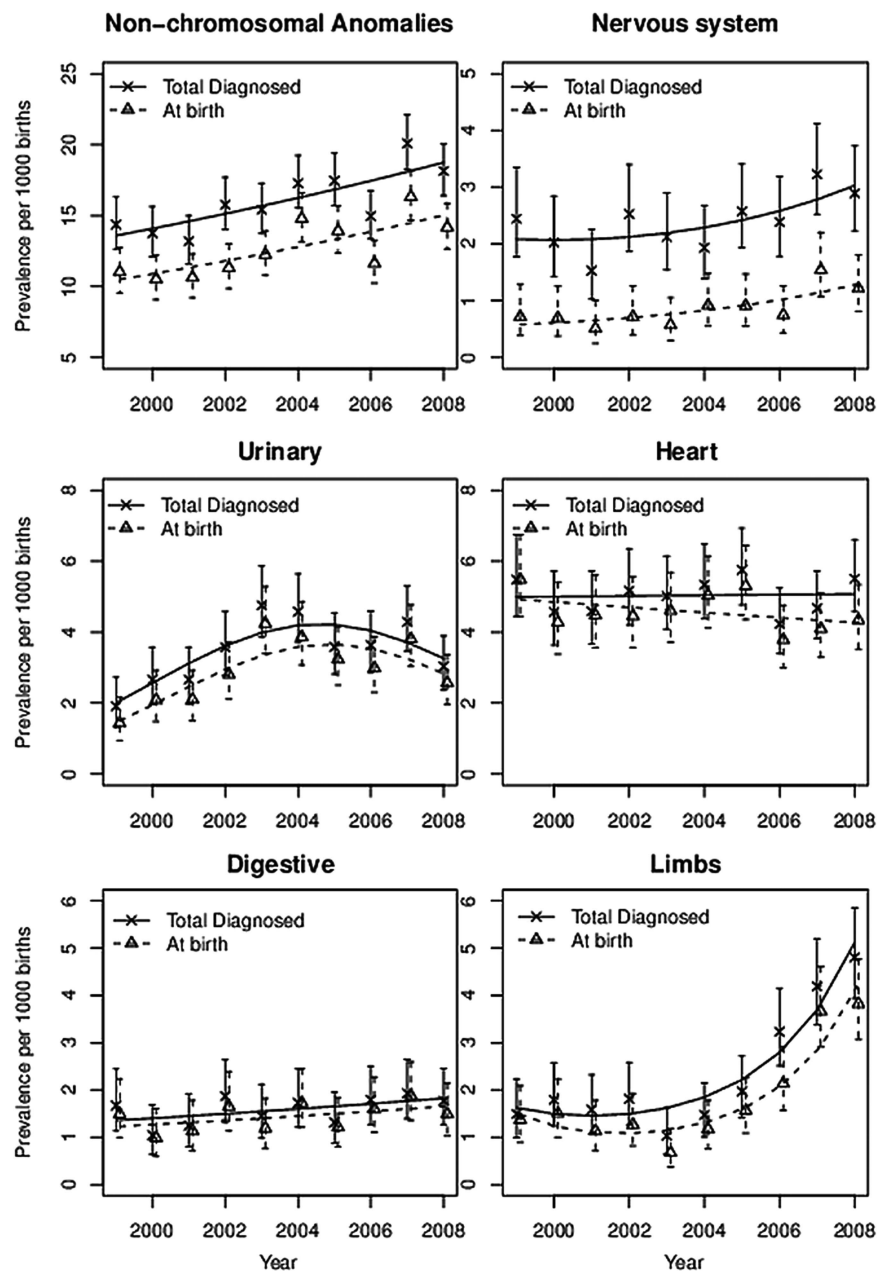 Non-chromosomal Anomalies
Prevalence per 1000 births
25
20
15
10
5
Total Diagnosed
At birth
2000 2002 2004 2006 2008
Nervous system
5
4
3
2
1
0
Total Diagnosed
At birth
2000 2002 2004 2006 2008
Urinary
Prevalence per 1000 births
8
6
4
2
0
Total Diagnosed
At birth
2000 2002 2004 2006 2008
Heart
8
6
4
2
0
Total Diagnosed
At birth
2000 2002 2004 2006 2008
Digestive
Prevalence per 1000 births
6
5
4
3
2
1
0
Total Diagnosed
At birth
2000 2002 2004 2006 2008
Year
Limbs
6
5
4
3
2
1
0
Total Diagnosed
At birth
2000 2002 2004 2006 2008
Year